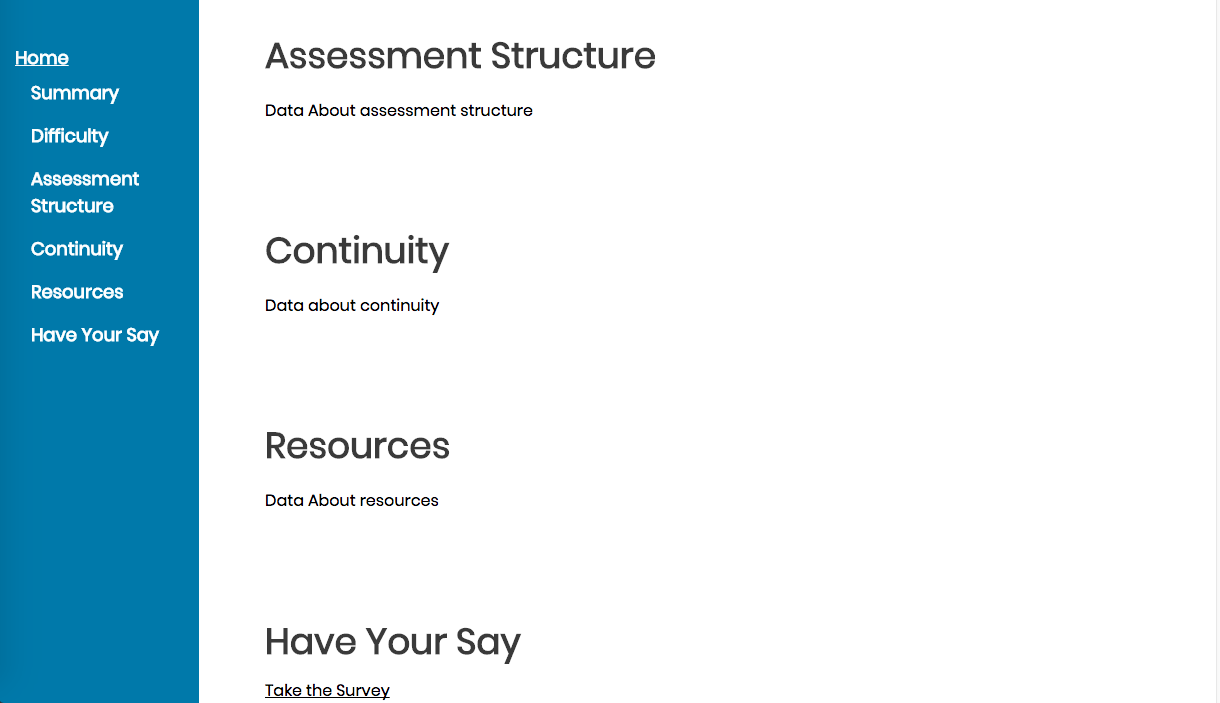 Home
Summary
Difficulty
Assessment
Structure
Continuity
Resources
Have Your Say
Assessment Structure
Data About assessment structure
Continuity
Data about continuity
Resources
Data About resources
Have Your Say
Take the Survey